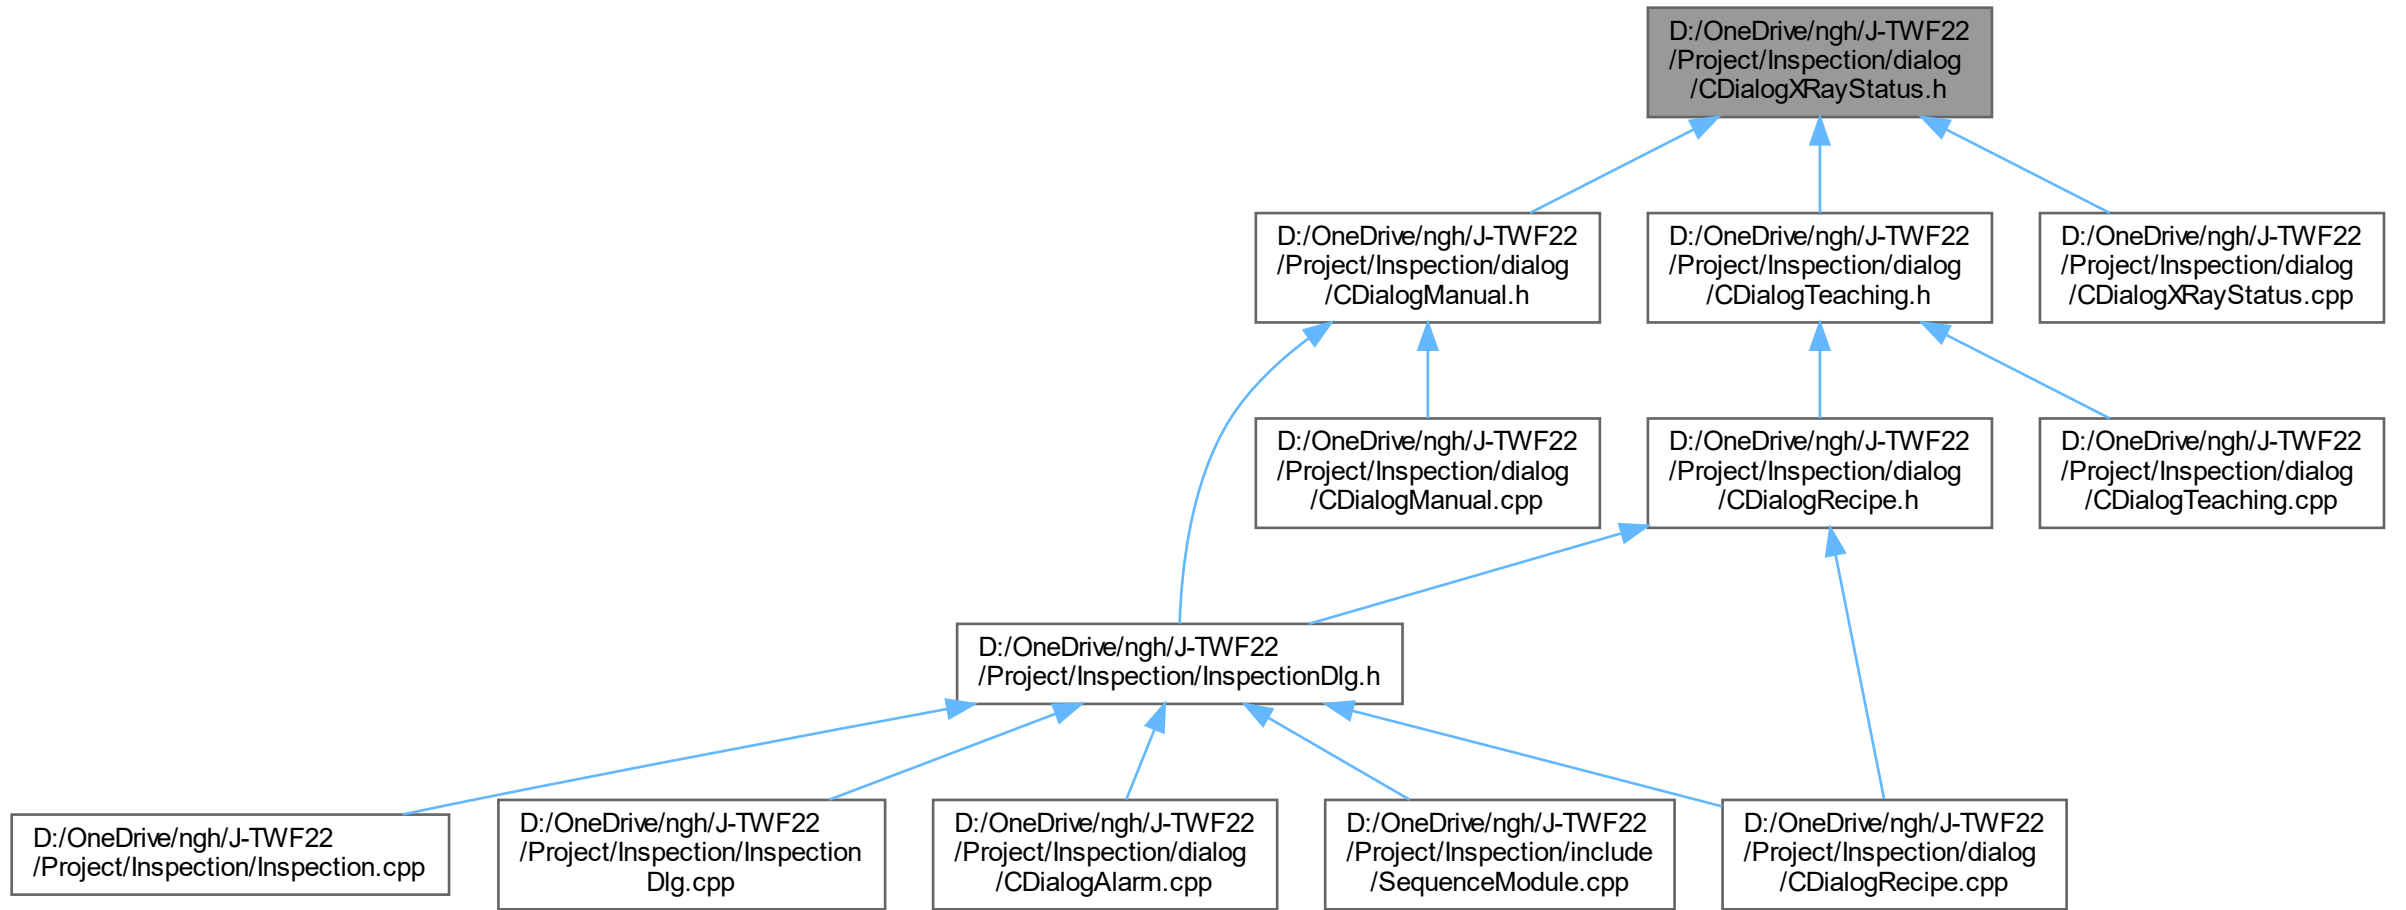 D:/OneDrive/ngh/J-TWF22
/Project/Inspection/dialog
/CDialogXRayStatus.h
D:/OneDrive/ngh/J-TWF22
/Project/Inspection/dialog
/CDialogManual.h
D:/OneDrive/ngh/J-TWF22
/Project/Inspection/dialog
/CDialogTeaching.h
D:/OneDrive/ngh/J-TWF22
/Project/Inspection/dialog
/CDialogXRayStatus.cpp
D:/OneDrive/ngh/J-TWF22
/Project/Inspection/dialog
/CDialogManual.cpp
D:/OneDrive/ngh/J-TWF22
/Project/Inspection/dialog
/CDialogRecipe.h
D:/OneDrive/ngh/J-TWF22
/Project/Inspection/dialog
/CDialogTeaching.cpp
D:/OneDrive/ngh/J-TWF22
/Project/Inspection/InspectionDlg.h
D:/OneDrive/ngh/J-TWF22
/Project/Inspection/Inspection.cpp
D:/OneDrive/ngh/J-TWF22
/Project/Inspection/Inspection
Dlg.cpp
D:/OneDrive/ngh/J-TWF22
/Project/Inspection/dialog
/CDialogAlarm.cpp
D:/OneDrive/ngh/J-TWF22
/Project/Inspection/include
/SequenceModule.cpp
D:/OneDrive/ngh/J-TWF22
/Project/Inspection/dialog
/CDialogRecipe.cpp